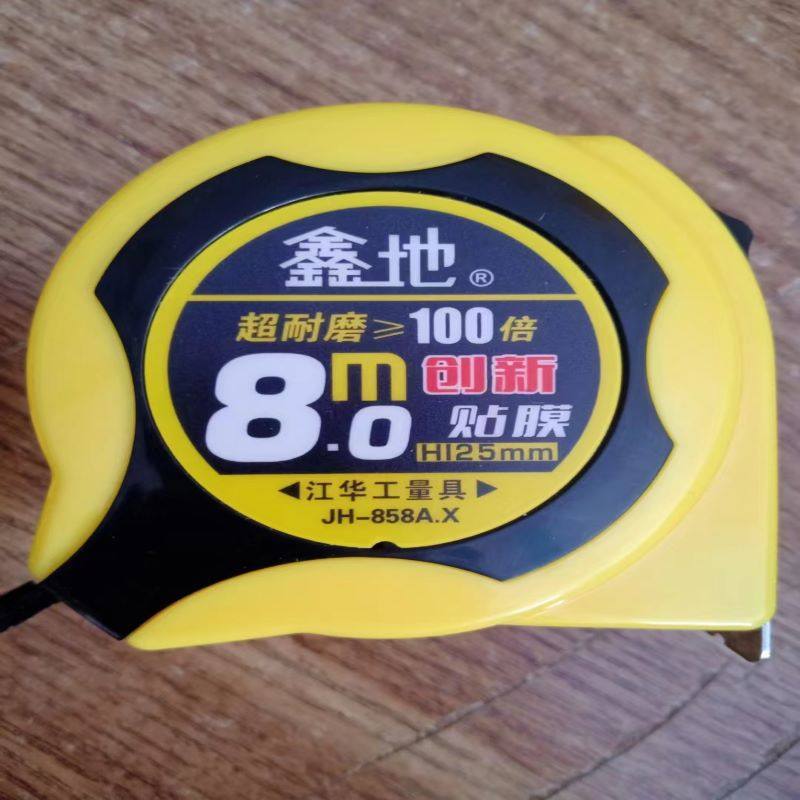 鑫地®
超耐磨≥100倍
8.0m 创新
贴膜
H|25mm
◀江华工量具▶
JH-858A.X